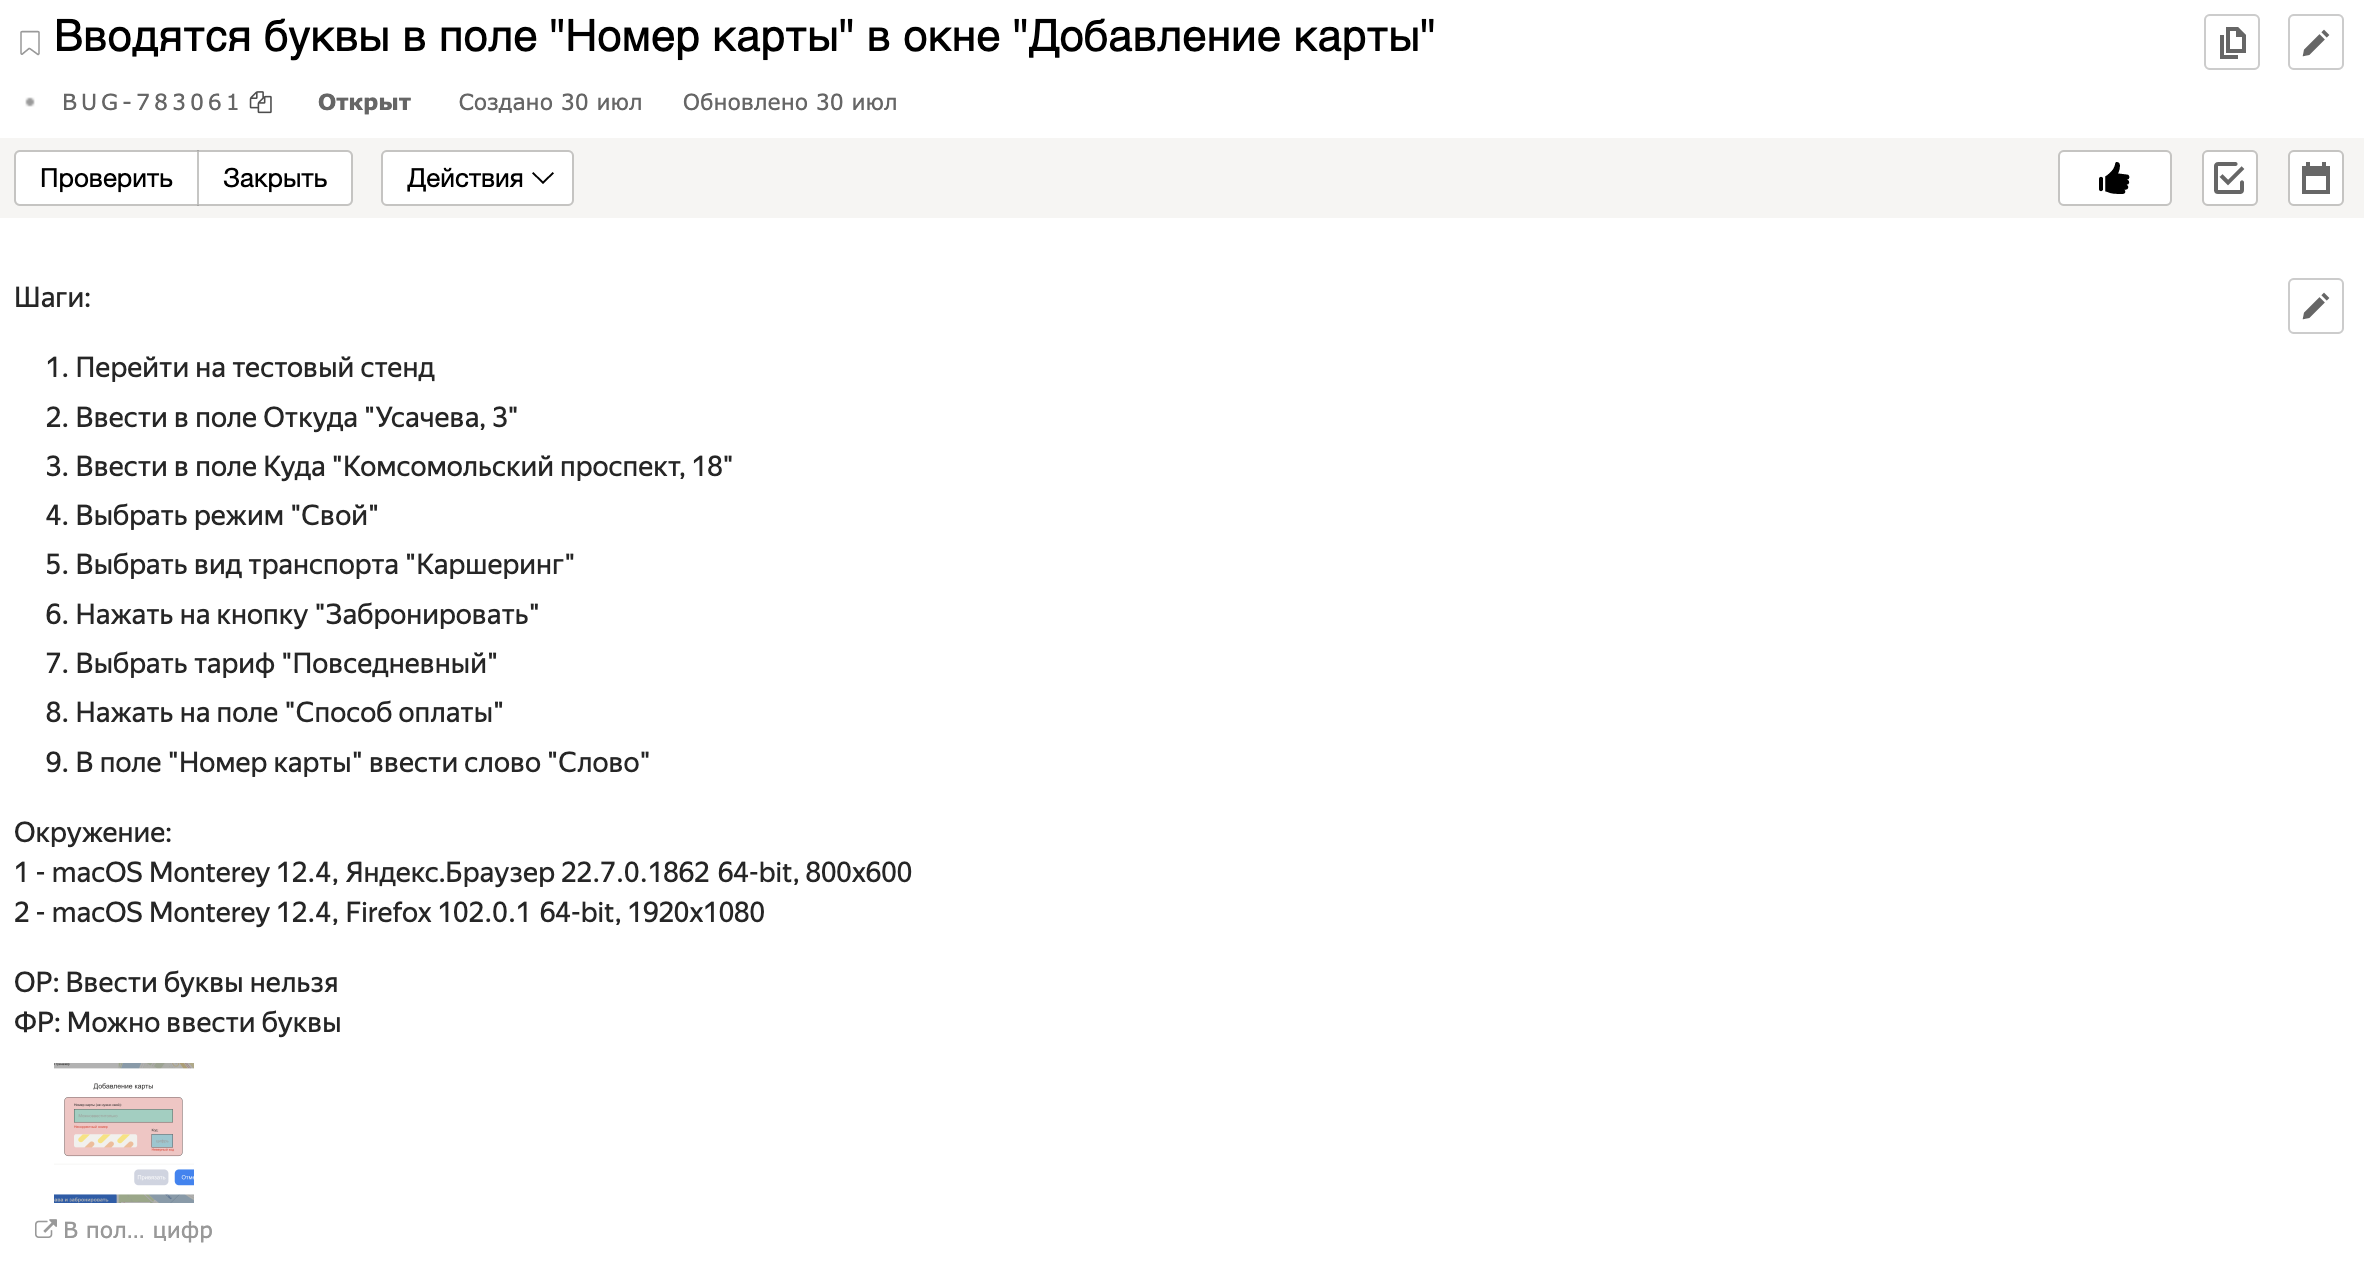 Вводятся буквы в поле "Номер карты" в окне "Добавление карты"
BUG-783061 Открыт Создано 30 июл Обновлено 30 июл
Проверить Закрыть Действия
Шаги:
1. Перейти на тестовый стенд
2. Ввести в поле Откуда "Усачева, 3"
3. Ввести в поле Куда "Комсомольский проспект, 18"
4. Выбрать режим "Свой"
5. Выбрать вид транспорта "Каршеринг"
6. Нажать на кнопку "Забронировать"
7. Выбрать тариф "Повседневный"
8. Нажать на поле "Способ оплаты"
9. В поле "Номер карты" ввести слово "Слово"
Окружение:
1 - macOS Monterey 12.4, Яндекс.Браузер 22.7.0.1862 64-bit, 800x600
2 - macOS Monterey 12.4, Firefox 102.0.1 64-bit, 1920x1080
ОР: Ввести буквы нельзя
ФР: Можно ввести буквы
Добавление карты
В пол... цифр